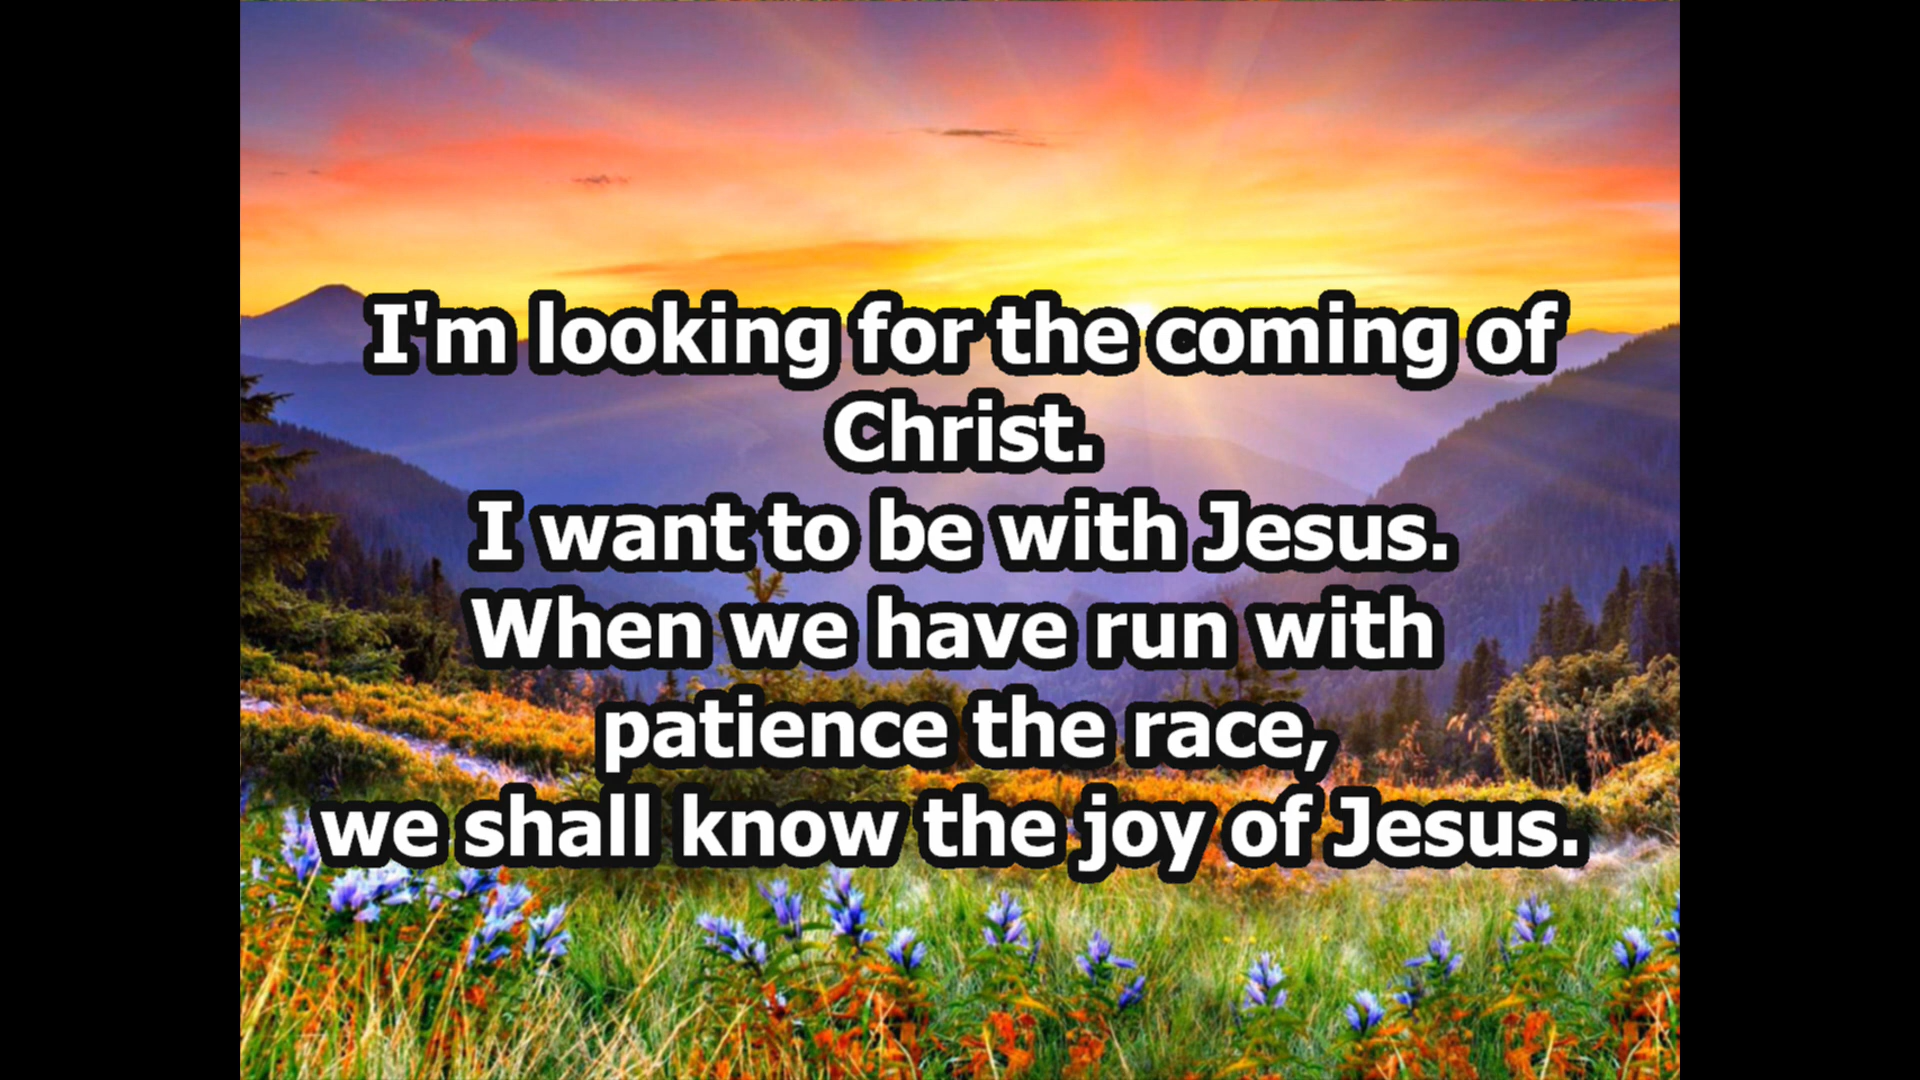 I'm looking for the coming of
Christ.
I want to be with Jesus.
When we have run with
patience the race,
we shall know the joy of Jesus.